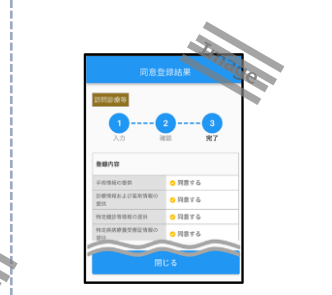 Image
同意登録結果
訪問診療等
1
2
3
入力
確認
完了
登録内容
手術情報の提供
同意する
診療情報および薬剤情報の
提供
同意する
特定健診等情報の提供
同意する
特定疾病療養受療証情報の
提供
同意する
閉じる